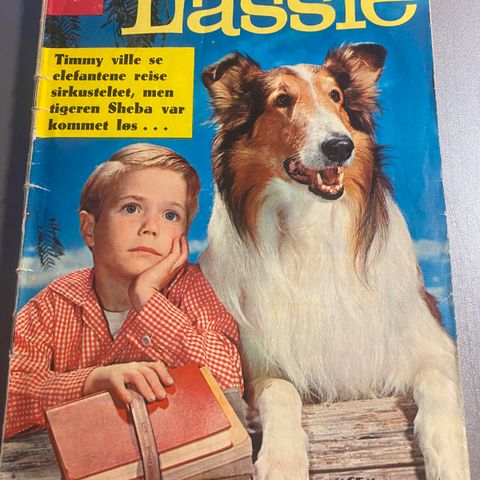 Lassie
Timmy ville se
elefantene reise
sirkusteltet, men
tigeren Sheba var
kommet løs . . .